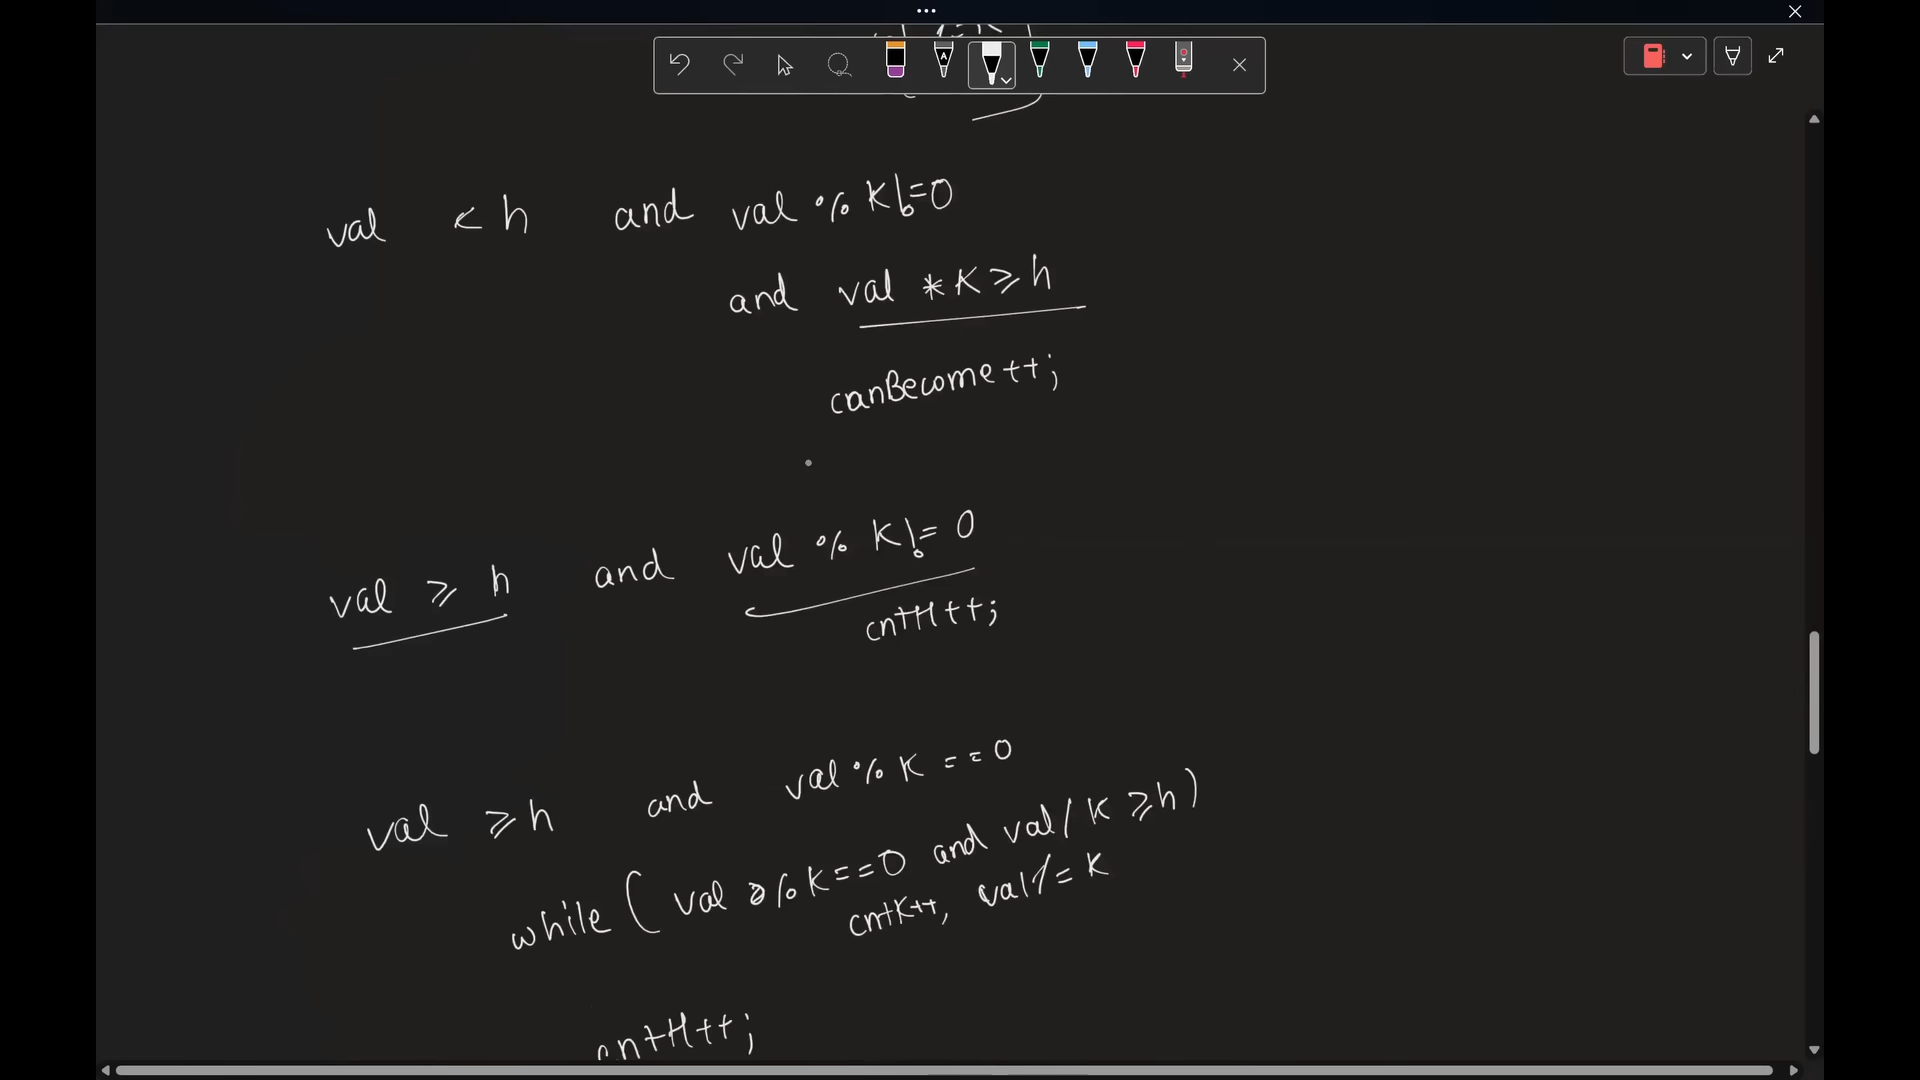 val < h and val % K != 0
and val * K ≥ h
canBecome++;
val ≥ h and val % K != 0
cntH++;
val ≥ h and val % K == 0
while ( val % K == 0 and val / K ≥ h )
cntK++, val /= K
cntH++;